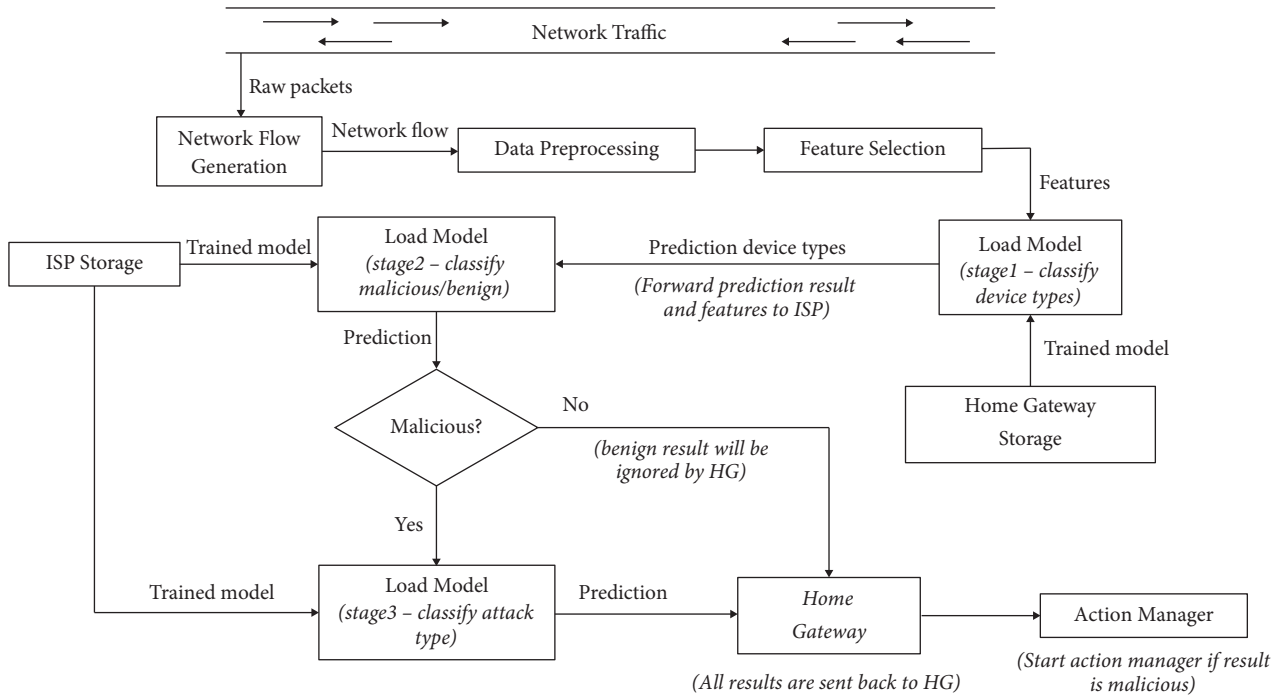 Network Traffic
Raw packets
Network Flow
Generation
Network flow
Data Preprocessing
Feature Selection
Features
ISP Storage
Trained model
Load Model
(stage2 – classify
malicious/benign)
Prediction device types
(Forward prediction result
and features to ISP)
Load Model
(stage1 – classify
device types)
Trained model
Home Gateway
Storage
Prediction
Malicious?
No
(benign result will be
ignored by HG)
Yes
Trained model
Load Model
(stage3 – classify attack
type)
Prediction
Home
Gateway
(All results are sent back to HG)
Action Manager
(Start action manager if result
is malicious)